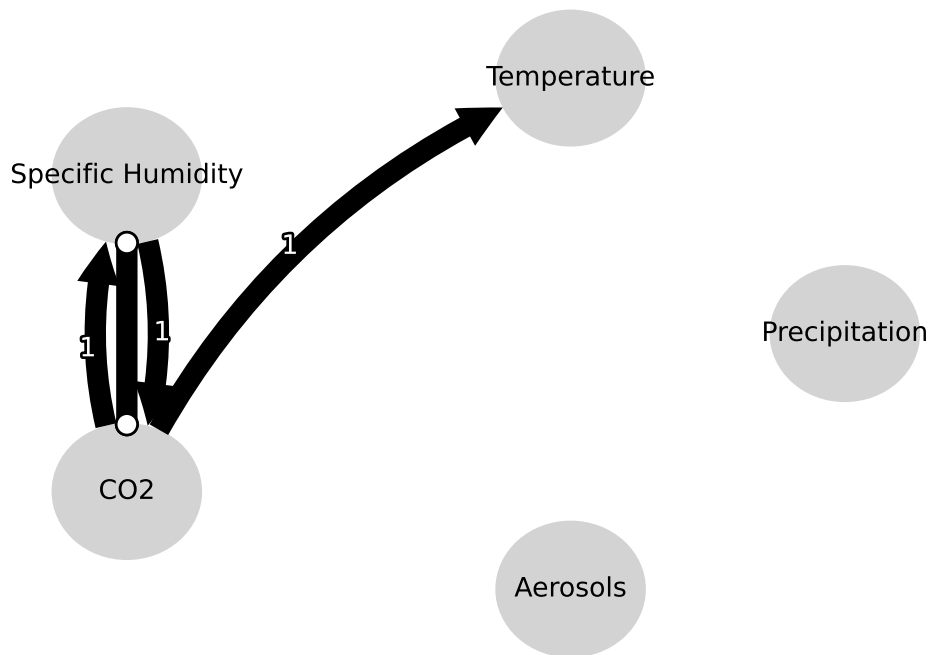 Temperature
Specific Humidity
1
Precipitation
1
1
CO2
Aerosols